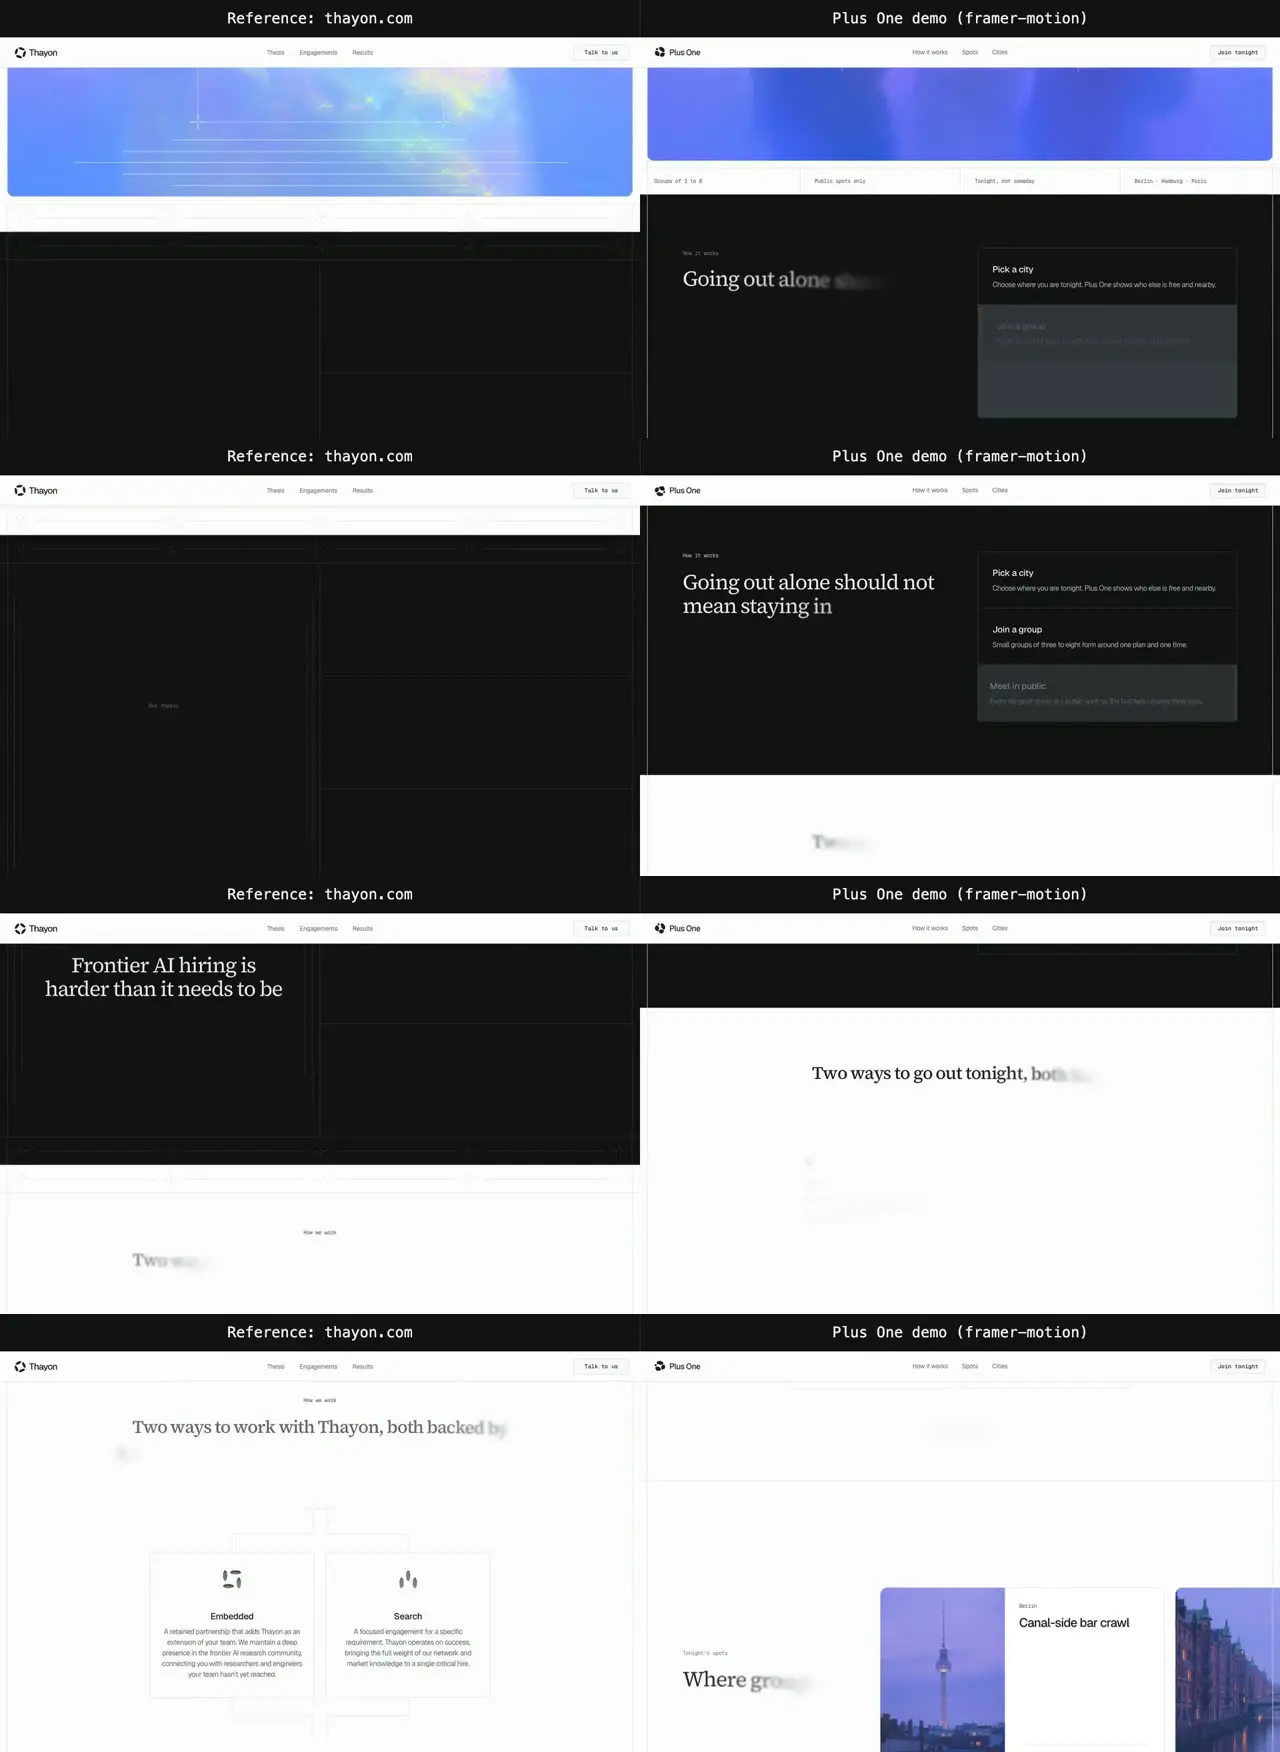 Reference: thayon.com
Plus One demo (framer-motion)
Thayon
Thesis
Engagements
Results
Talk to us
Plus One
How it works
Spots
Cities
Join tonight
Groups of 3 to 8
Public spots only
Tonight, not someday
Berlin · Hamburg · Paris
How it works
Going out alone
Pick a city
Choose where you are tonight. Plus One shows who else is free and nearby.
Join a group
Reference: thayon.com
Plus One demo (framer-motion)
Thayon
Thesis
Engagements
Results
Talk to us
Plus One
How it works
Spots
Cities
Join tonight
Our thesis
How it works
Going out alone should not
mean staying in
Pick a city
Choose where you are tonight. Plus One shows who else is free and nearby.
Join a group
Small groups of three to eight form around one plan and one time.
Meet in public
Reference: thayon.com
Plus One demo (framer-motion)
Thayon
Thesis
Engagements
Results
Talk to us
Plus One
How it works
Spots
Cities
Join tonight
Frontier AI hiring is
harder than it needs to be
How we work
Two
Two ways to go out tonight, both
Reference: thayon.com
Plus One demo (framer-motion)
Thayon
Thesis
Engagements
Results
Talk to us
Plus One
How it works
Spots
Cities
Join tonight
How we work
Two ways to work with Thayon, both backed by
Embedded
A retained partnership that adds Thayon as an
extension of your team. We maintain a deep
presence in the frontier AI research community,
connecting you with researchers and engineers
your team hasn't yet reached.
Search
A focused engagement for a specific
requirement. Thayon operates on success,
bringing the full weight of our network and
market knowledge to a single critical hire.
Tonight's spots
Where
Berlin
Canal-side bar crawl